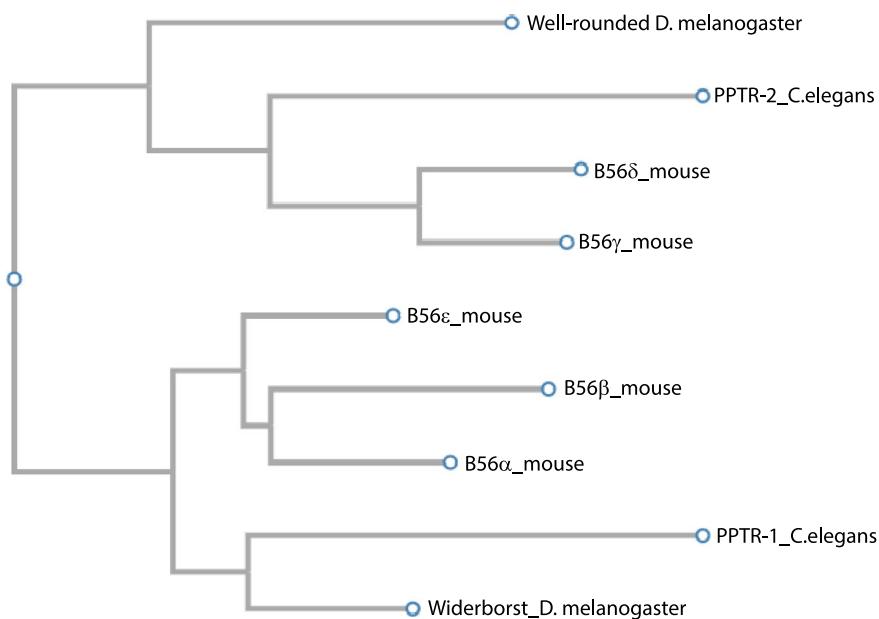 Well-rounded D. melanogaster
PPTR-2_C.elegans
B56δ_mouse
B56γ_mouse
B56ε_mouse
B56β_mouse
B56α_mouse
PPTR-1_C.elegans
Widerborst_D. melanogaster